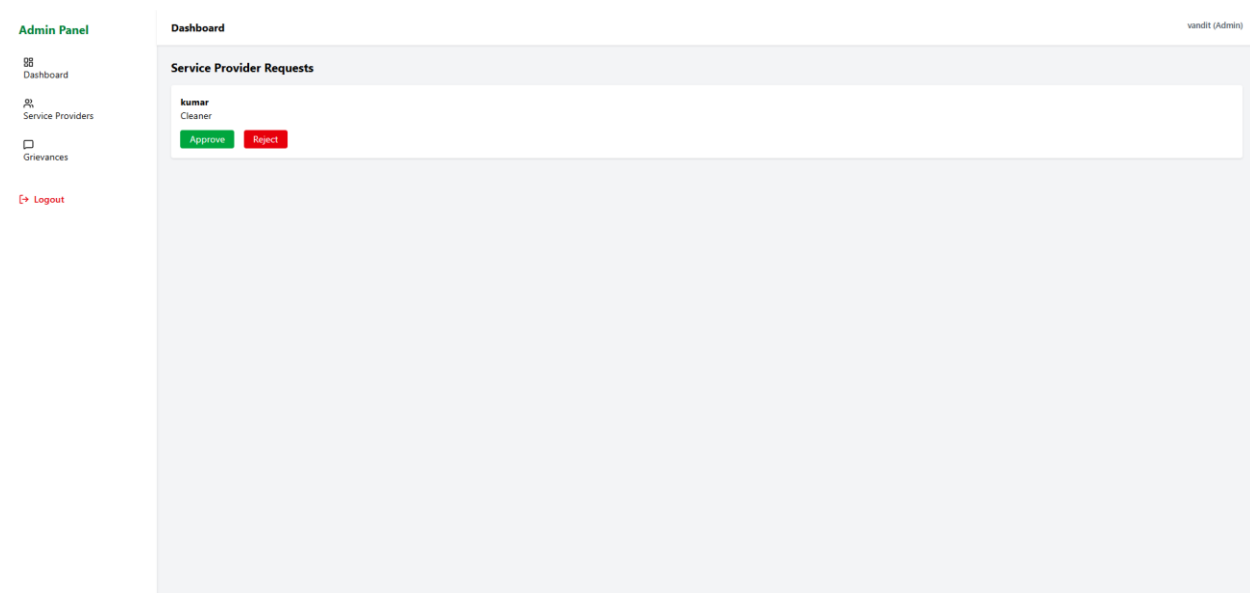 Admin Panel
Dashboard
Service Providers
Grievances
Logout
Dashboard
vandit (Admin)
Service Provider Requests
kumar
Cleaner
Approve Reject